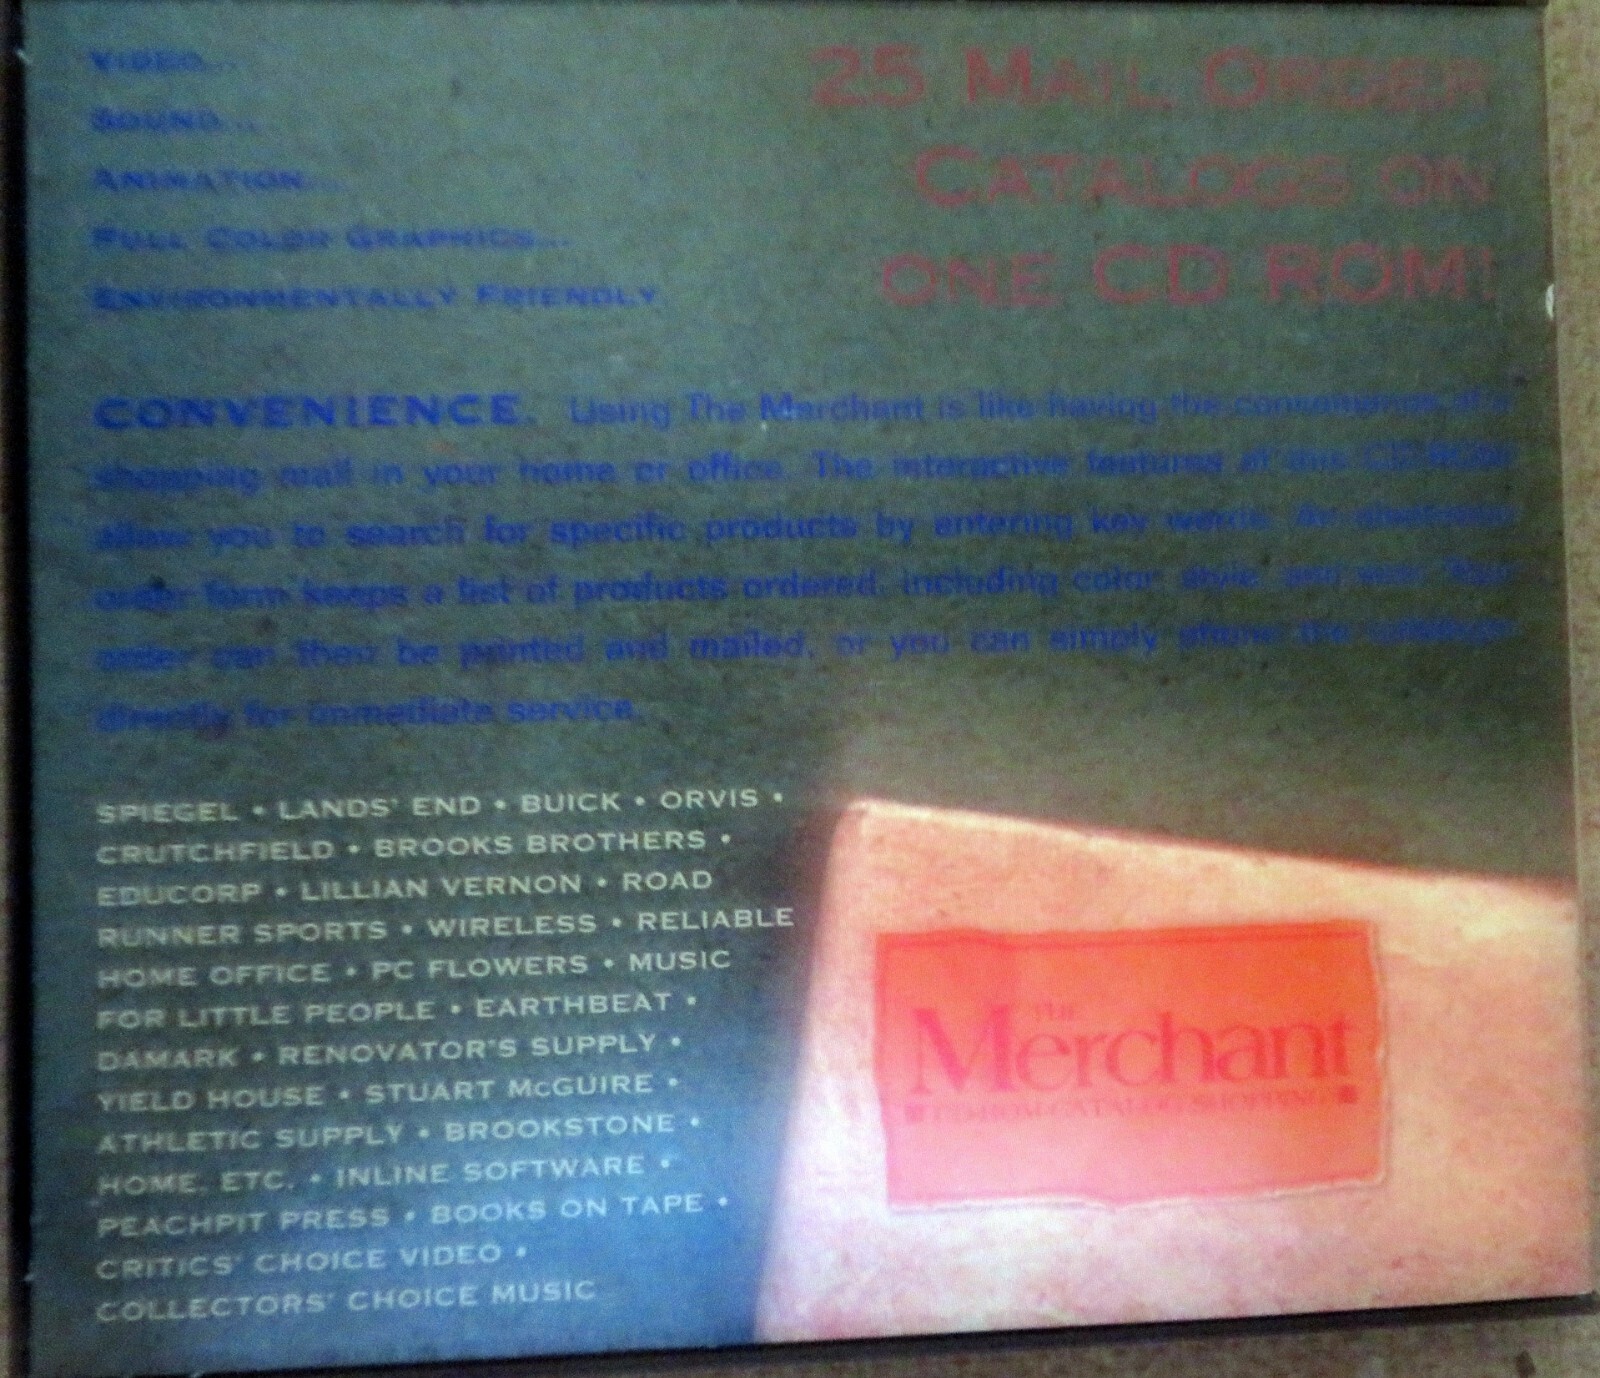 VIDEO...
SOUND...
ANIMATION...
FULL COLOR GRAPHICS...
ENVIRONMENTALLY FRIENDLY
25 MAIL ORDER
CATALOGS ON
ONE CD ROM!
CONVENIENCE. Using The Merchant is like having the convenience of a
shopping mall in your home or office. The interactive features of this CD-ROM
allow you to search for specific products by entering key words. An electronic
order form keeps a list of products ordered, including color, style, and size. Your
order can then be printed and mailed, or you can simply phone the catalogs
directly for immediate service.
SPIEGEL • LANDS' END • BUICK • ORVIS •
CRUTCHFIELD • BROOKS BROTHERS •
EDUCORP • LILLIAN VERNON • ROAD
RUNNER SPORTS • WIRELESS • RELIABLE
HOME OFFICE • PC FLOWERS • MUSIC
FOR LITTLE PEOPLE • EARTHBEAT •
DAMARK • RENOVATOR'S SUPPLY •
YIELD HOUSE • STUART McGUIRE •
ATHLETIC SUPPLY • BROOKSTONE •
HOME, ETC. • INLINE SOFTWARE •
PEACHPIT PRESS • BOOKS ON TAPE •
CRITICS' CHOICE VIDEO •
COLLECTORS' CHOICE MUSIC
THE
Merchant
CD-ROM CATALOG SHOPPING